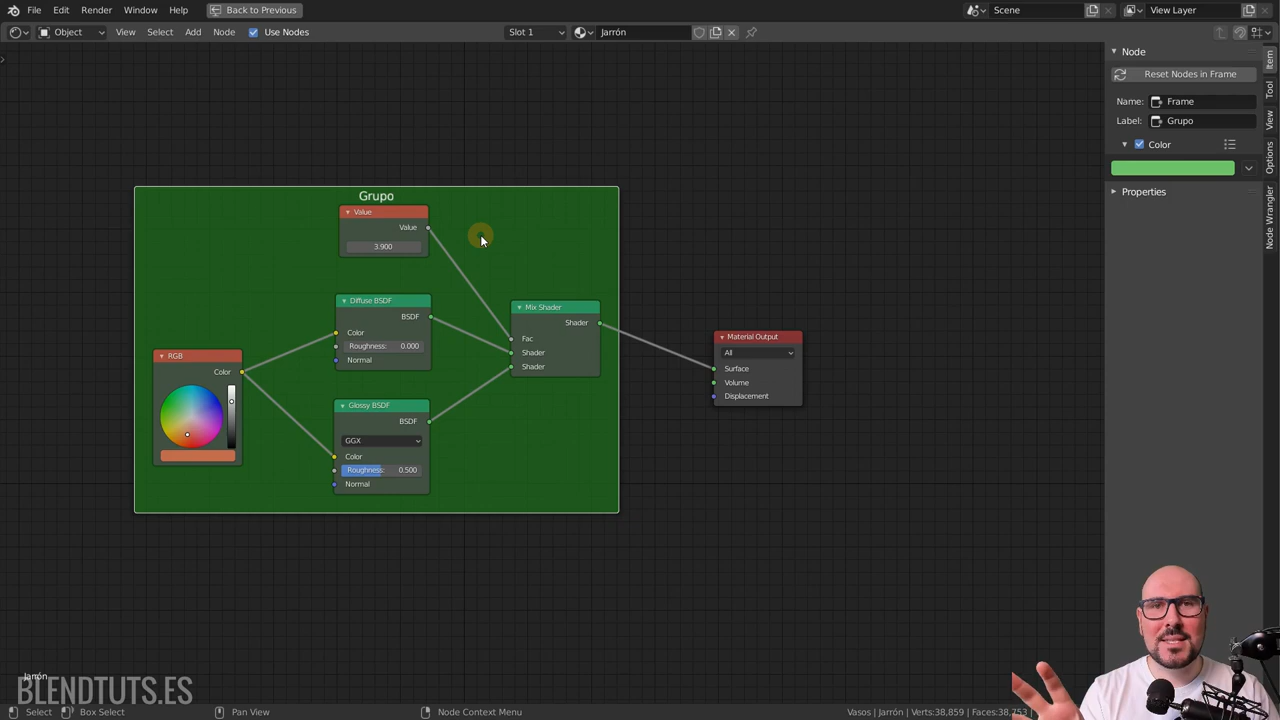 File Edit Render Window Help Back to Previous Scene View Layer
Object View Select Add Node Use Nodes Slot 1 Jarrón
Node
Reset Nodes in Frame
Name: Frame
Label: Grupo
Color
Properties
Item
Tool
View
Options
Node Wrangler
Grupo
Value
Value
3.900
Diffuse BSDF
BSDF
Color
Roughness: 0.000
Normal
RGB
Color
Glossy BSDF
BSDF
GGX
Color
Roughness: 0.500
Normal
Mix Shader
Shader
Fac
Shader
Shader
Material Output
All
Surface
Volume
Displacement
Jarrón
BLENDTUTS.ES
Select Box Select Pan View Node Context Menu Vasos | Jarrón | Verts:38,859 | Faces:38,753